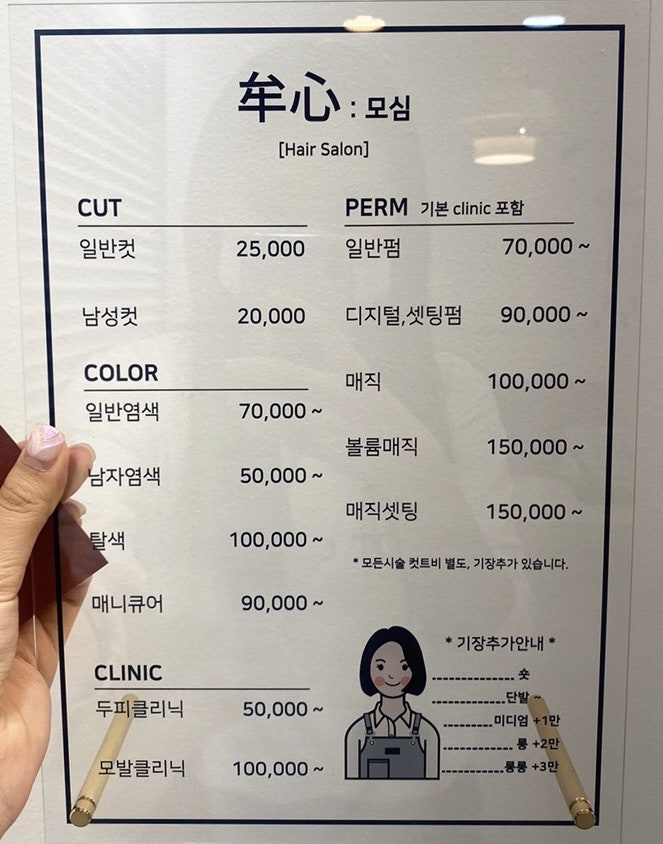 牟心 : 모심
[Hair Salon]
CUT
일반컷 25,000
남성컷 20,000
COLOR
일반염색 70,000 ~
남자염색 50,000 ~
탈색 100,000 ~
매니큐어 90,000 ~
CLINIC
두피클리닉 50,000 ~
모발클리닉 100,000 ~
PERM 기본 clinic 포함
일반펌 70,000 ~
디지털,셋팅펌 90,000 ~
매직 100,000 ~
볼륨매직 150,000 ~
매직셋팅 150,000 ~
* 모든시술 컷트비 별도, 기장추가 있습니다.
* 기장추가안내 *
숏
단발 ~
미디엄 +1만
롱 +2만
롱롱 +3만